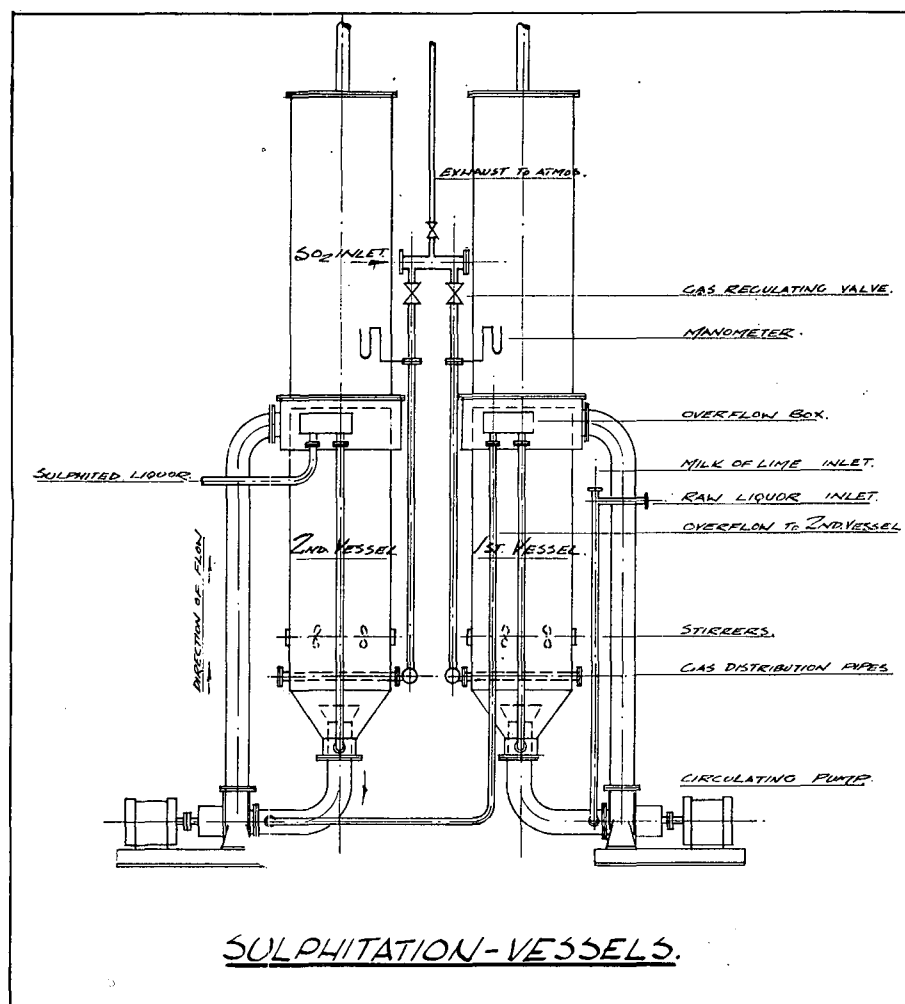 EXHAUST TO ATMOS.
SO2 INLET.
GAS REGULATING VALVE.
MANOMETER.
OVERFLOW BOX.
MILK OF LIME INLET.
SULPHITED LIQUOR.
RAW LIQUOR INLET.
OVERFLOW TO 2ND. VESSEL
2ND. VESSEL
1ST. VESSEL.
DIRECTION OF FLOW
STIRRERS.
GAS DISTRIBUTION PIPES
CIRCULATING PUMP.
SULPHITATION-VESSELS.